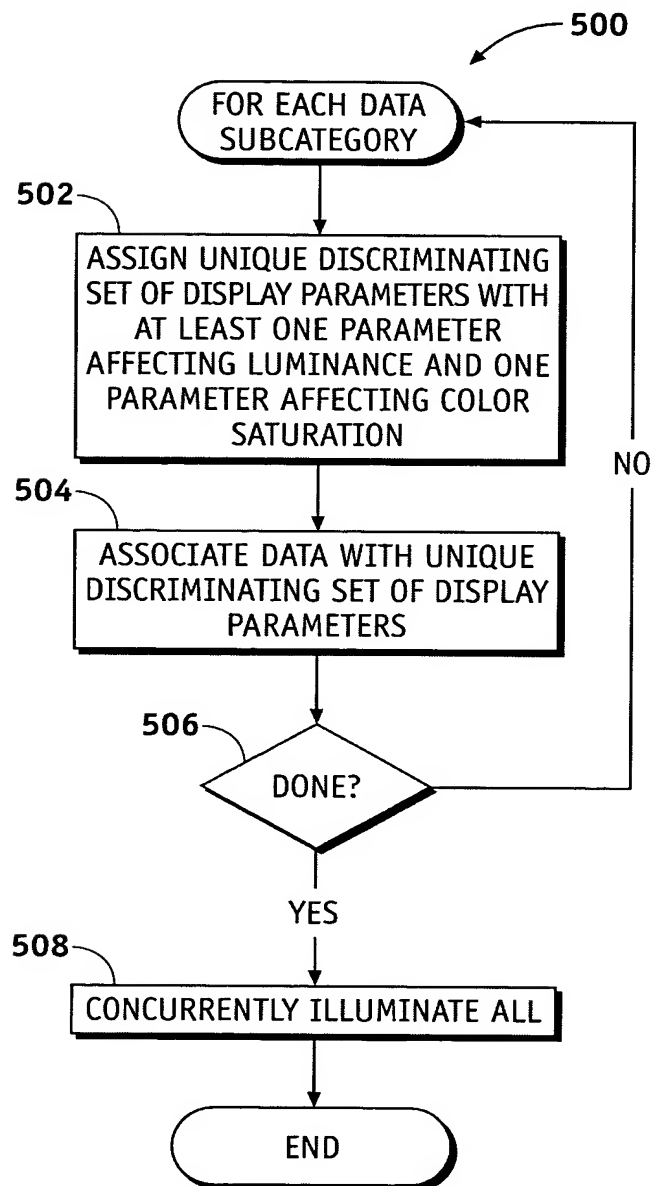 500
FOR EACH DATA
SUBCATEGORY
502
ASSIGN UNIQUE DISCRIMINATING
SET OF DISPLAY PARAMETERS WITH
AT LEAST ONE PARAMETER
AFFECTING LUMINANCE AND ONE
PARAMETER AFFECTING COLOR
SATURATION
NO
504
ASSOCIATE DATA WITH UNIQUE
DISCRIMINATING SET OF DISPLAY
PARAMETERS
506
DONE?
YES
508
CONCURRENTLY ILLUMINATE ALL
END